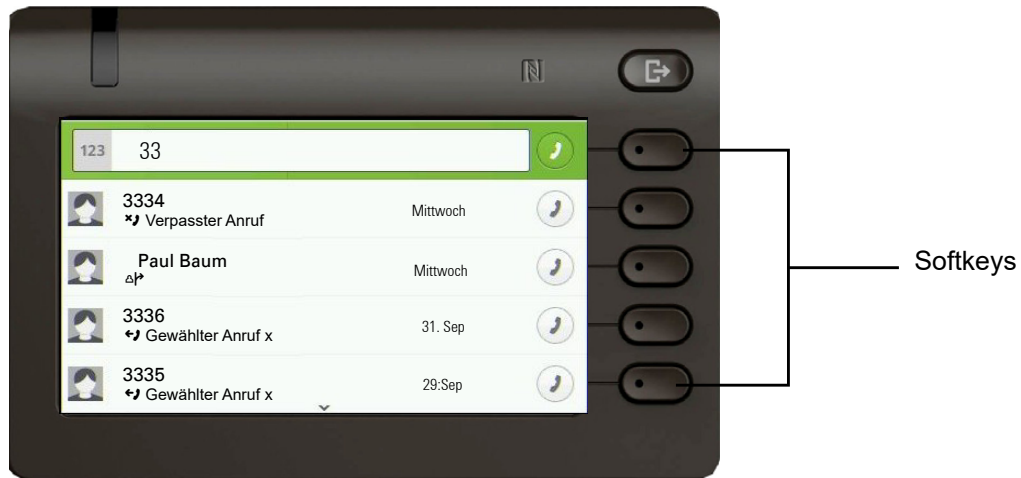 123 33
3334
Verpasster Anruf
Mittwoch
Paul Baum
Mittwoch
3336
Gewählter Anruf x
31. Sep
3335
Gewählter Anruf x
29:Sep
Softkeys